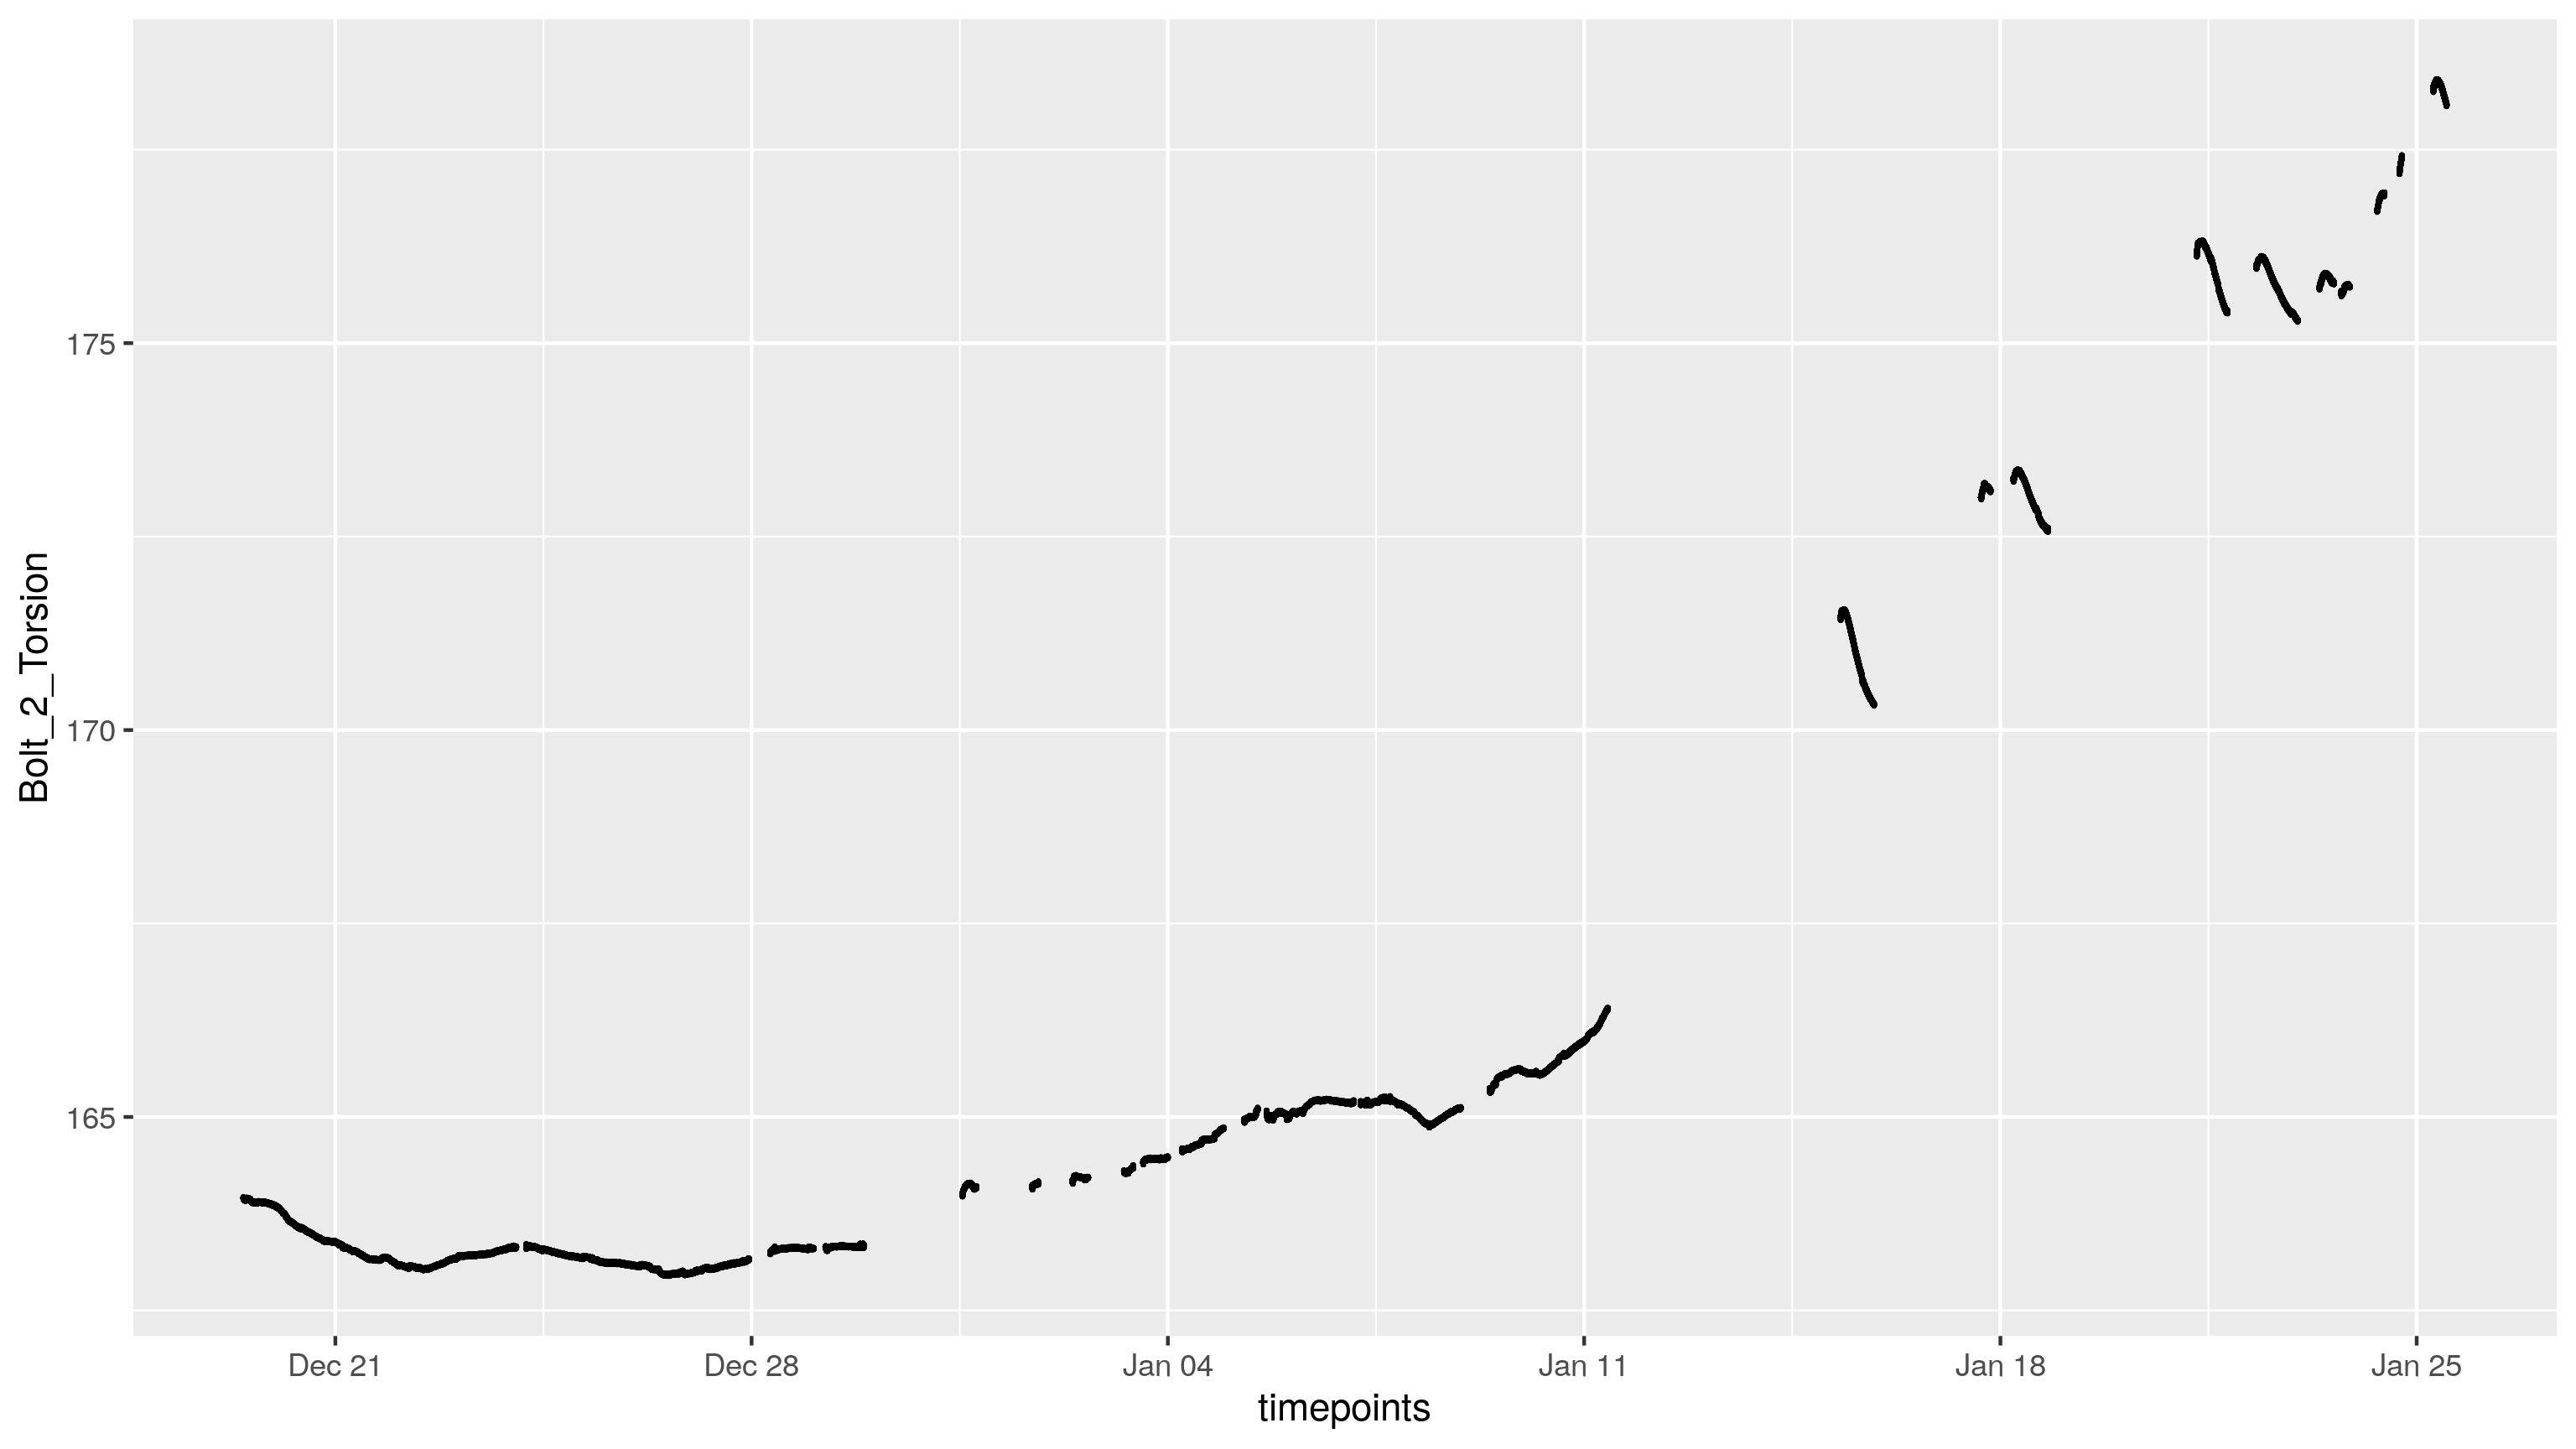 Bolt_2_Torsion
175
170
165
Dec 21
Dec 28
Jan 04
Jan 11
Jan 18
Jan 25
timepoints